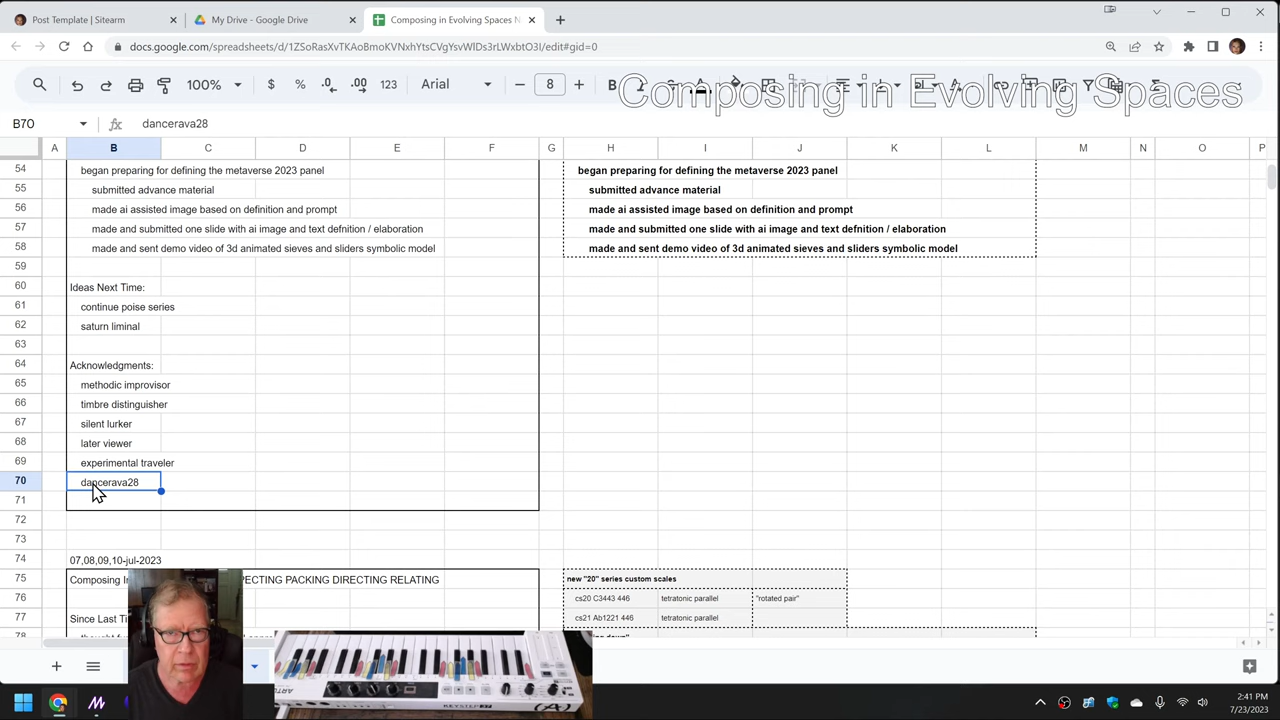 Post Template | Sitearm
My Drive - Google Drive
Composing in Evolving Spaces N
docs.google.com/spreadsheets/d/1ZSoRasXvTKAoBmoKVNxhYtsCVgYsvWlDs3rLWxbtO3I/edit#gid=0
100%
$ % .0 .00 123 Arial 8 B
Composing in Evolving Spaces
B70 fx dancerava28
A B C D E F G H I J K L M N O P
54 began preparing for defining the metaverse 2023 panel began preparing for defining the metaverse 2023 panel
55 submitted advance material submitted advance material
56 made ai assisted image based on definition and prompt made ai assisted image based on definition and prompt
57 made and submitted one slide with ai image and text defnition / elaboration made and submitted one slide with ai image and text defnition / elaboration
58 made and sent demo video of 3d animated sieves and sliders symbolic model made and sent demo video of 3d animated sieves and sliders symbolic model
59
60 Ideas Next Time:
61 continue poise series
62 saturn liminal
63
64 Acknowledgments:
65 methodic improvisor
66 timbre distinguisher
67 silent lurker
68 later viewer
69 experimental traveler
70 dancerava28
71
72
73
74 07,08,09,10-jul-2023
75 Composing PECTING PACKING DIRECTING RELATING new "20" series custom scales
76 cs20 C3443 446 tetratonic parallel "rotated pair"
77 Since Last cs21 Ab1221 446 tetratonic parallel
78
KEYSTEP
2:41 PM
7/23/2023